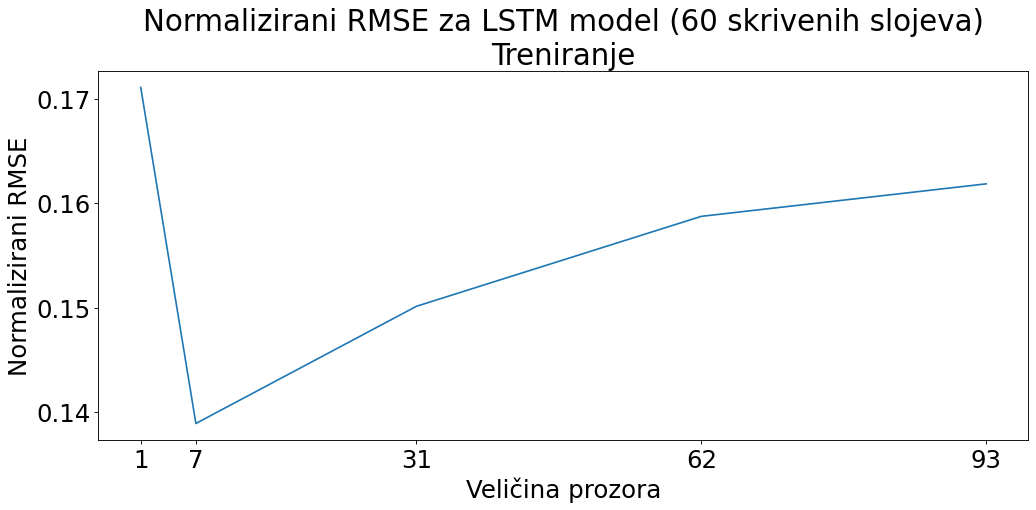 Normalizirani RMSE za LSTM model (60 skrivenih slojeva)
Treniranje
Normalizirani RMSE
0.17
0.16
0.15
0.14
1 7 31 62 93
Veličina prozora